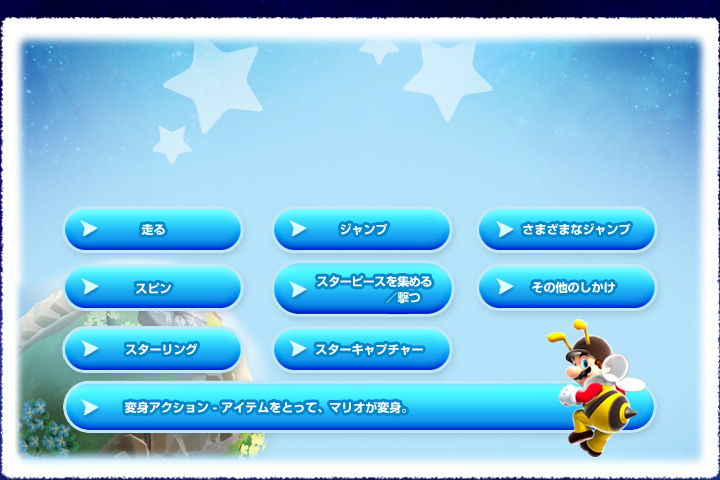 走る
ジャンプ
さまざまなジャンプ
スピン
スターピースを集める
／撃つ
その他のしかけ
スターリング
スターキャプチャー
変身アクション - アイテムをとって、マリオが変身。